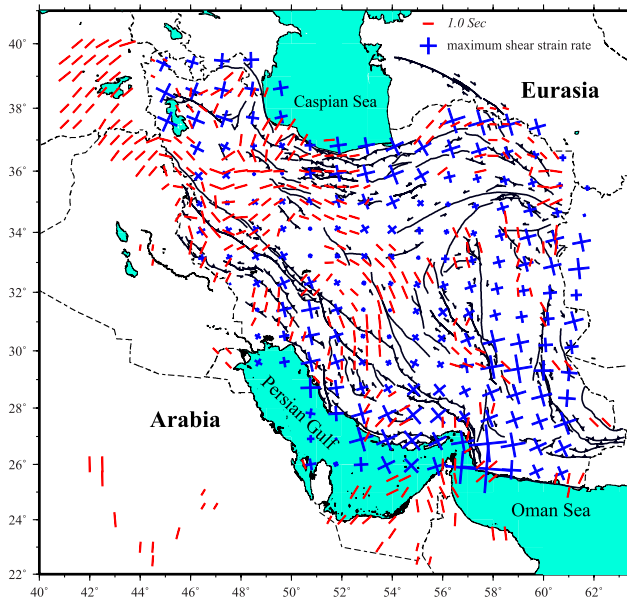 1.0 Sec
maximum shear strain rate
Eurasia
Caspian Sea
Arabia
Persian Gulf
Oman Sea
40°
38°
36°
34°
32°
30°
28°
26°
24°
22°
40° 42° 44° 46° 48° 50° 52° 54° 56° 58° 60° 62°